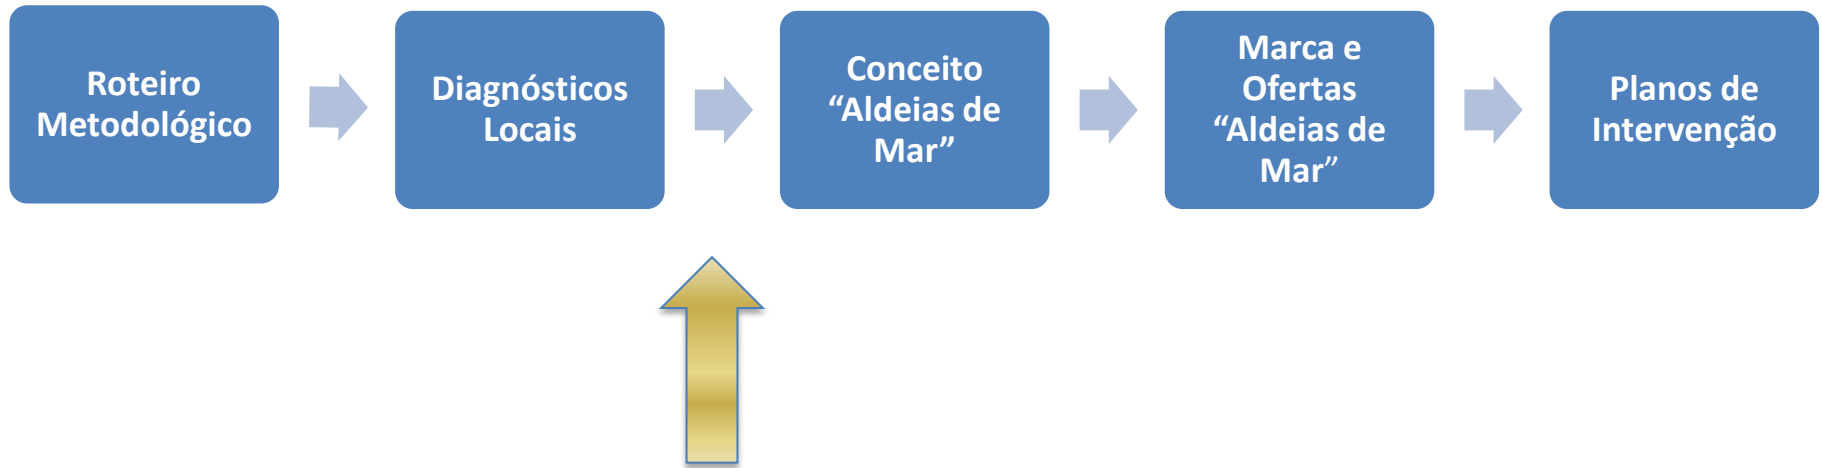 Roteiro
Metodológico
Diagnósticos
Locais
Conceito
“Aldeias de
Mar”
Marca e
Ofertas
“Aldeias de
Mar”
Planos de
Intervenção